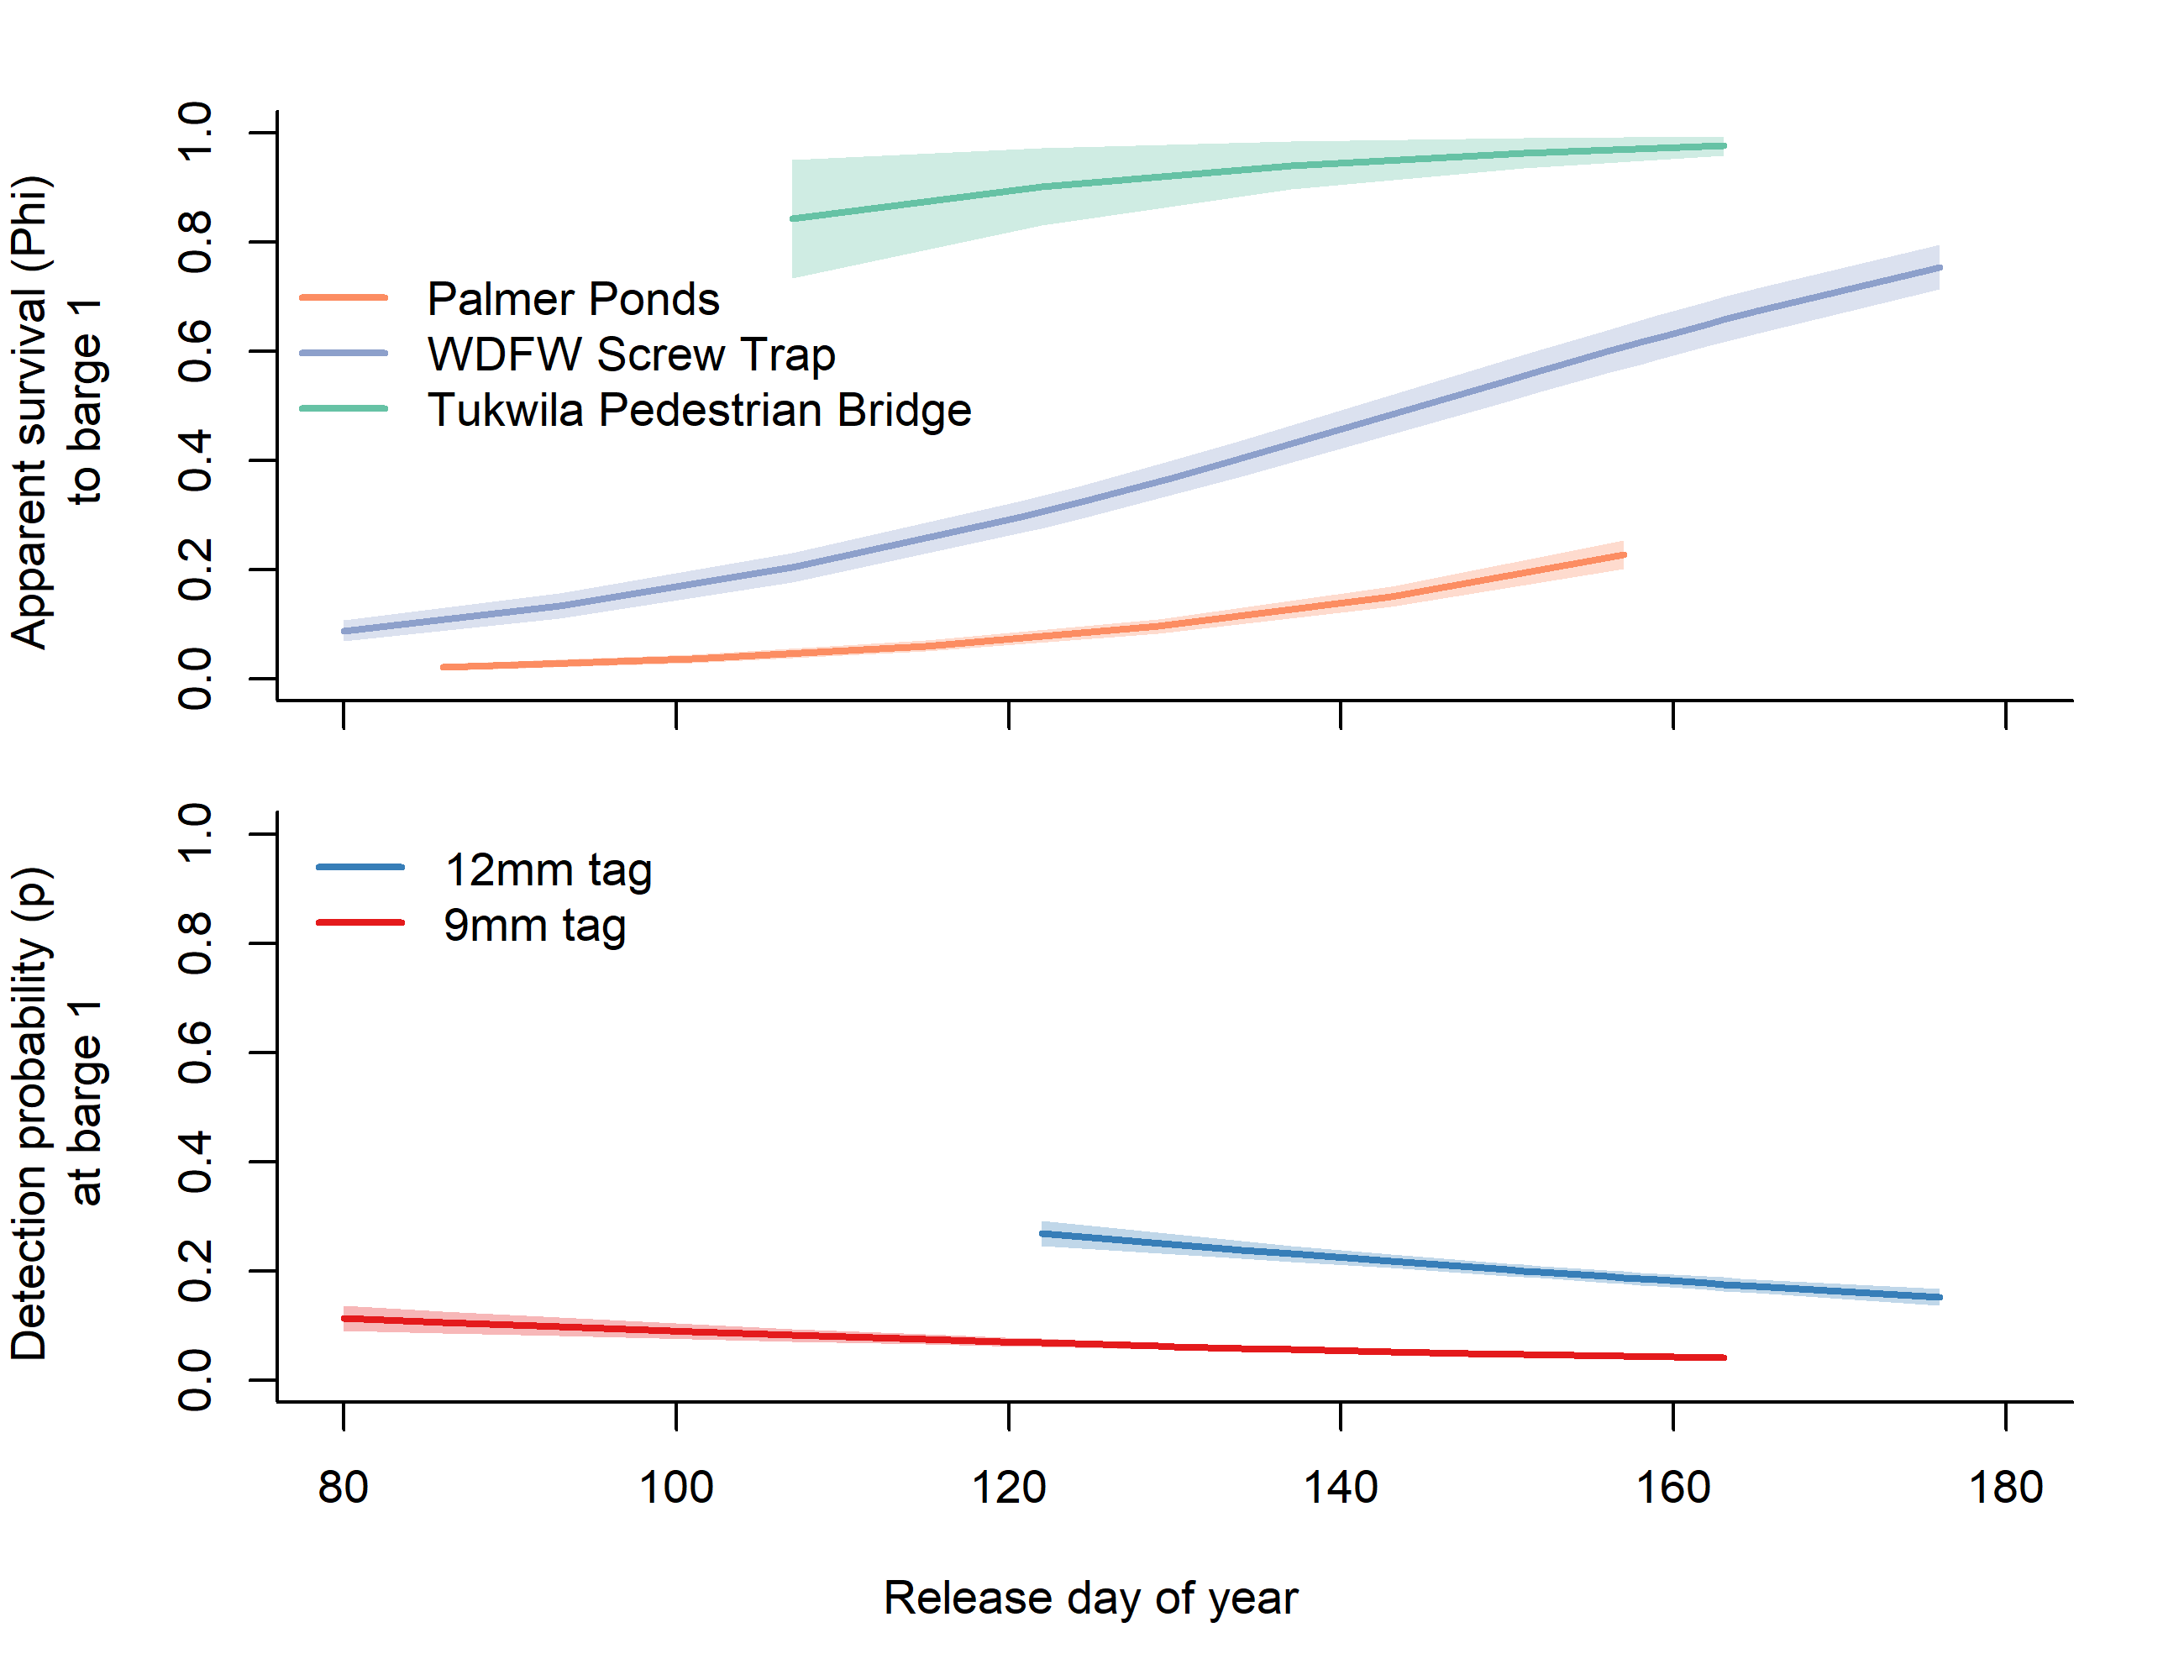 Apparent survival (Phi)
to barge 1
1.0
0.8
0.6
0.4
0.2
0.0
Palmer Ponds
WDFW Screw Trap
Tukwila Pedestrian Bridge
Detection probability (p)
at barge 1
1.0
0.8
0.6
0.4
0.2
0.0
12mm tag
9mm tag
80 100 120 140 160 180
Release day of year